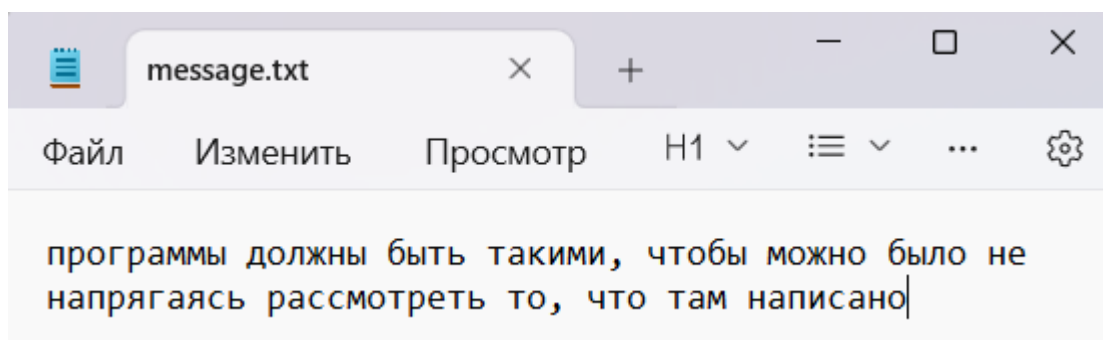 message.txt
Файл Изменить Просмотр H1
программы должны быть такими, чтобы можно было не
напрягаясь рассмотреть то, что там написано